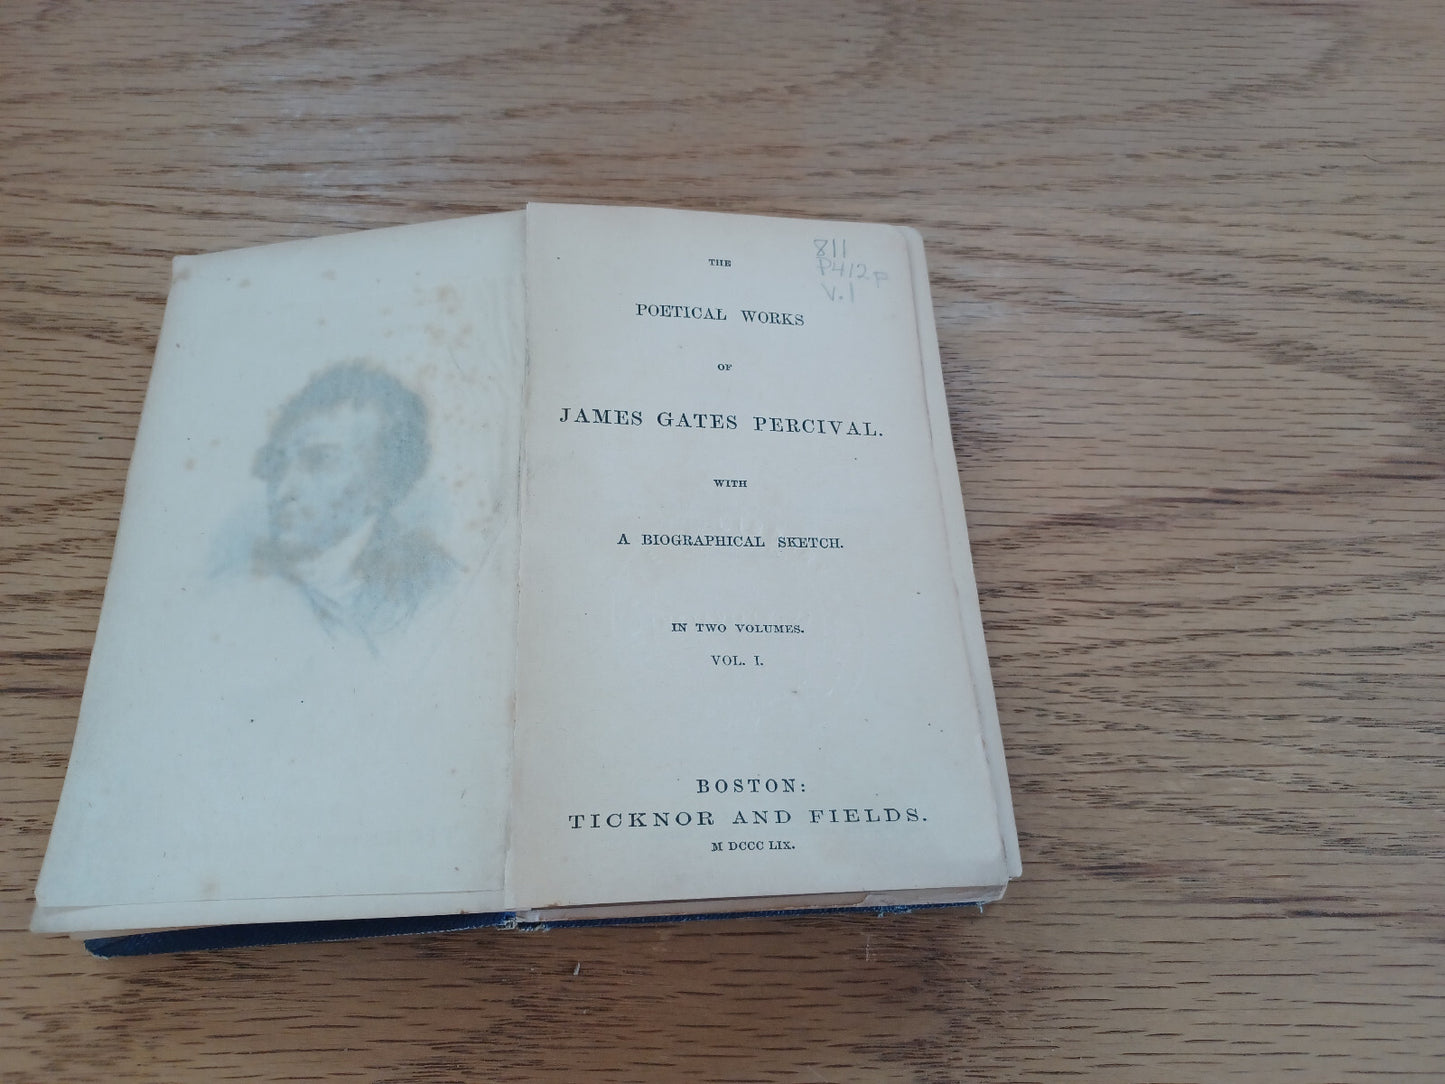 811
P412p
V.1
THE
POETICAL WORKS
OF
JAMES GATES PERCIVAL.
WITH
A BIOGRAPHICAL SKETCH.
IN TWO VOLUMES.
VOL. I.
BOSTON:
TICKNOR AND FIELDS.
M DCCC LIX.